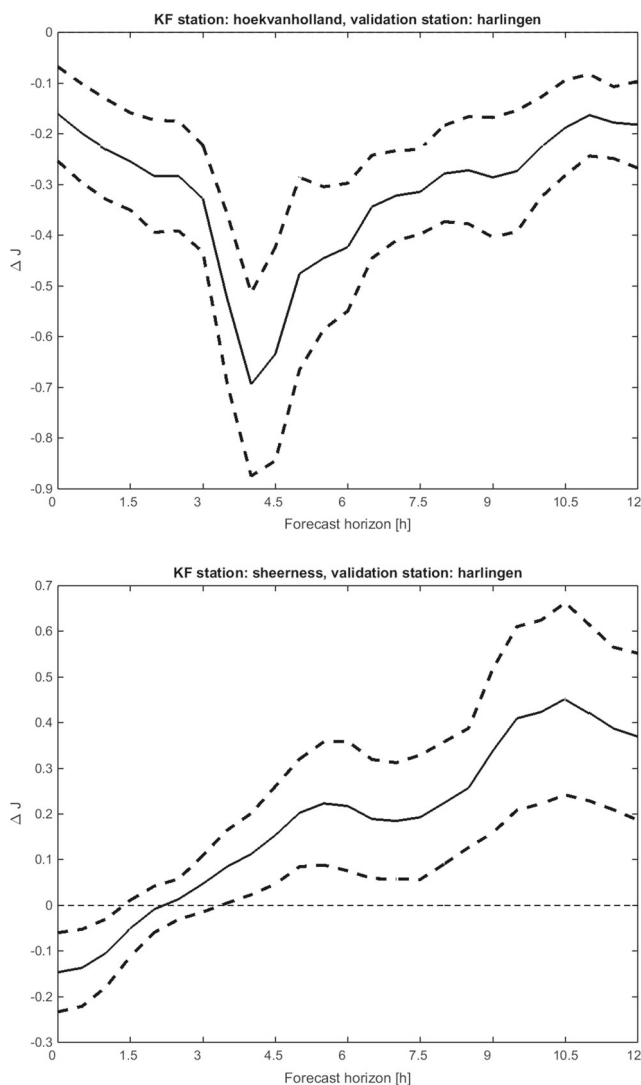 KF station: hoekvanholland, validation station: harlingen
0
-0.1
-0.2
-0.3
-0.4
-0.5
-0.6
-0.7
-0.8
-0.9
Δ J
0 1.5 3 4.5 6 7.5 9 10.5 12
Forecast horizon [h]
KF station: sheerness, validation station: harlingen
0.7
0.6
0.5
0.4
0.3
0.2
0.1
0
-0.1
-0.2
-0.3
Δ J
0 1.5 3 4.5 6 7.5 9 10.5 12
Forecast horizon [h]